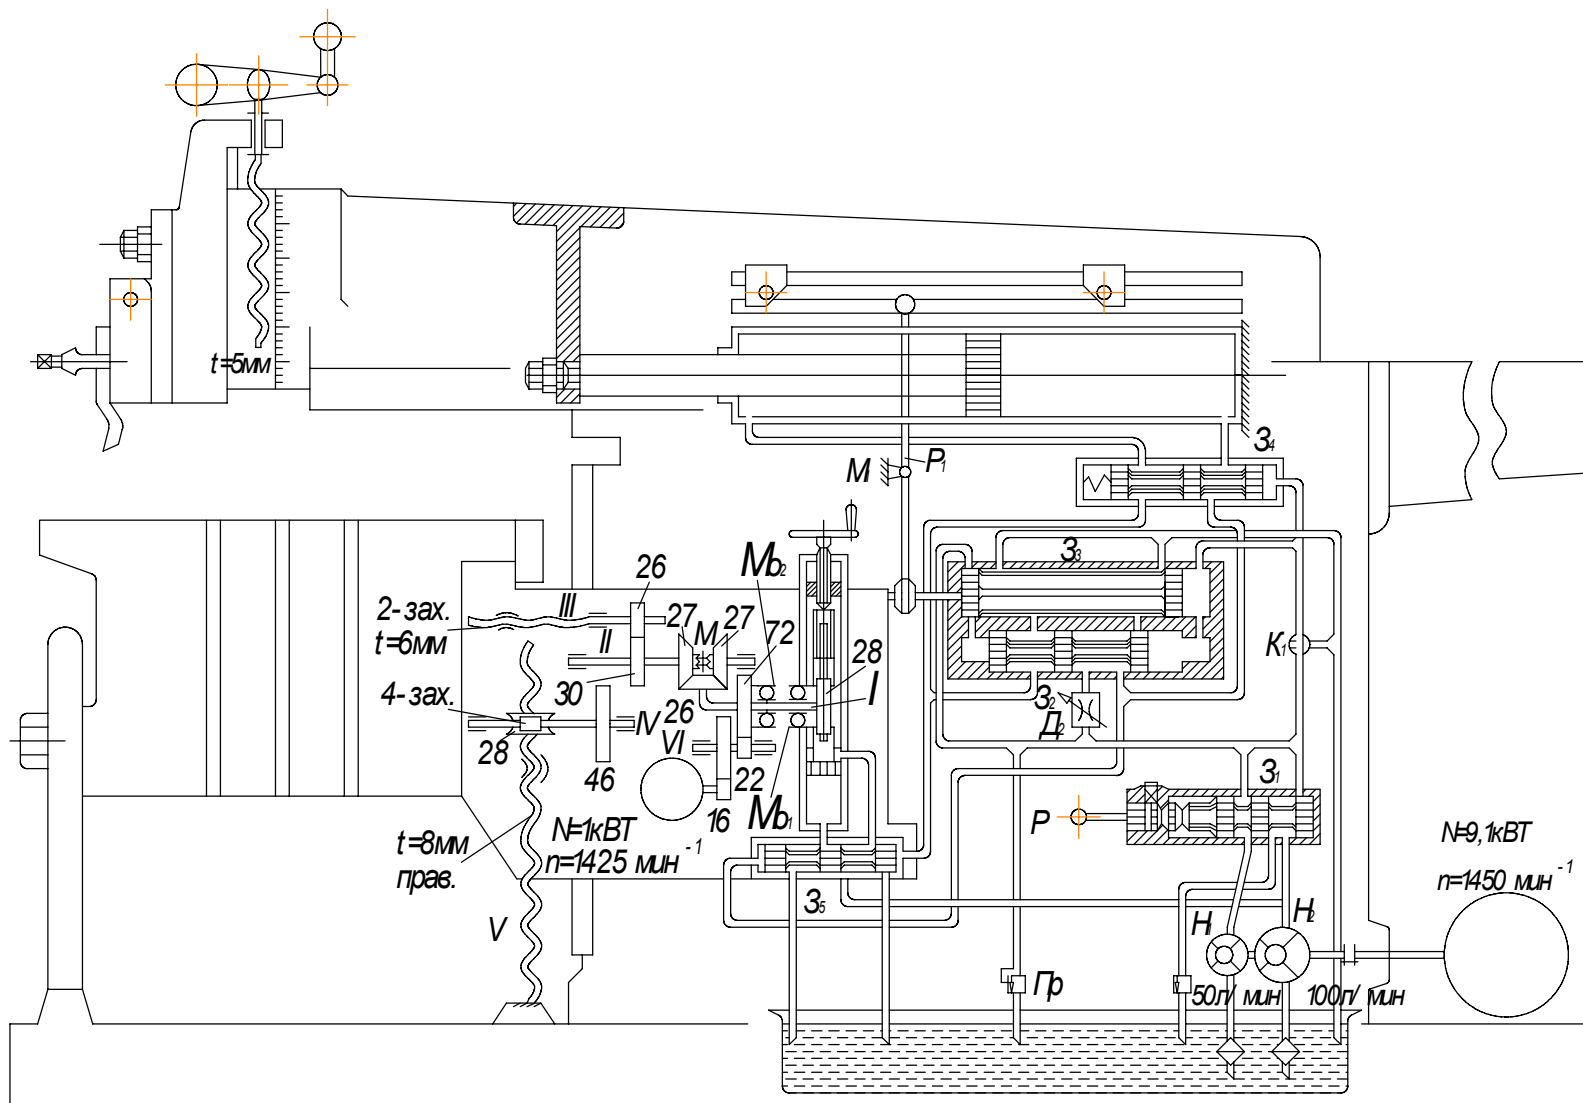 t=5мм
З4
М
Р1
Мb2
З3
26
2- зах.
III
t=6мм
27
М
27
II
72
28
К1
4- зах.
30
26
I
IV
З2
Д2
VI
28
46
22
З1
16
Мb1
Р
N=1кВТ
n=1425 мин -1
t=8мм
прав.
N=9,1кВТ
n=1450 мин -1
З5
V
Н1
Н2
Пр
50л/ мин
100л/ мин